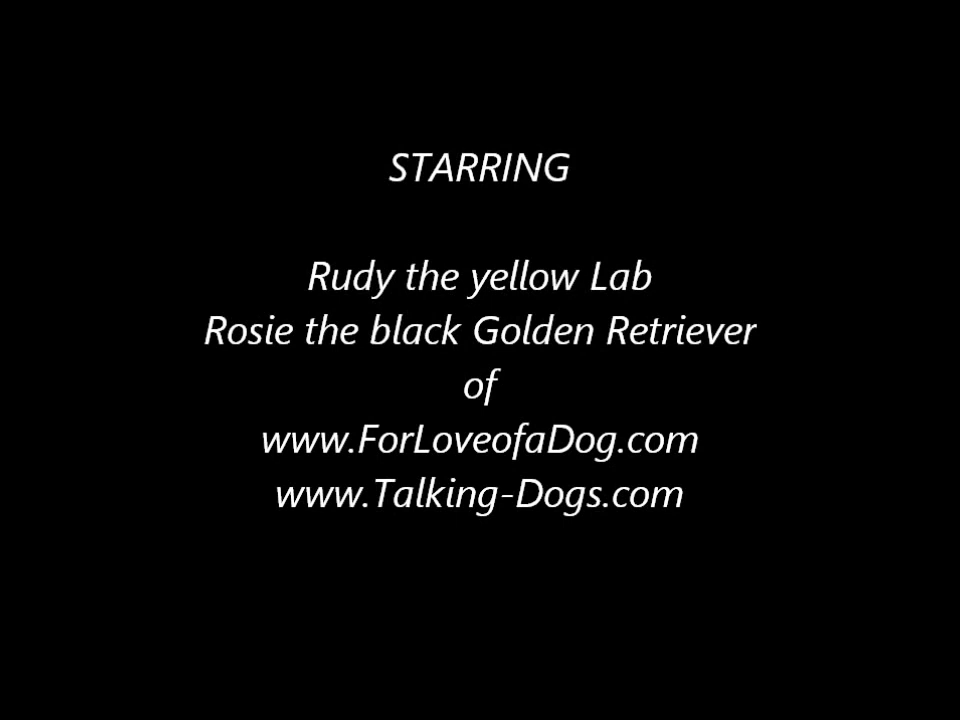 STARRING
Rudy the yellow Lab
Rosie the black Golden Retriever
of
www.ForLoveofaDog.com
www.Talking-Dogs.com